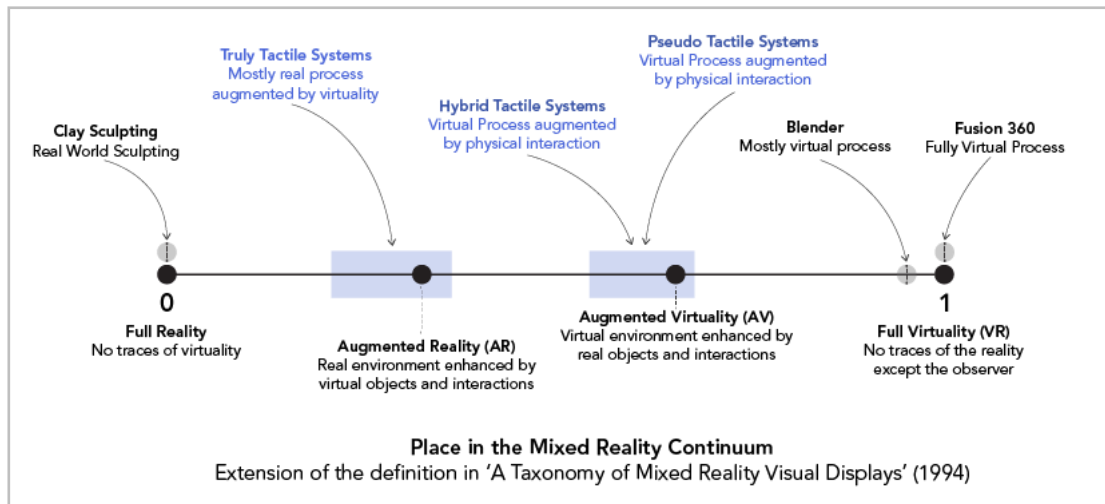 Truly Tactile Systems
Mostly real process
augmented by virtuality
Pseudo Tactile Systems
Virtual Process augmented
by physical interaction
Hybrid Tactile Systems
Virtual Process augmented
by physical interaction
Clay Sculpting
Real World Sculpting
Blender
Mostly virtual process
Fusion 360
Fully Virtual Process
0
Full Reality
No traces of virtuality
Augmented Reality (AR)
Real environment enhanced by
virtual objects and interactions
Augmented Virtuality (AV)
Virtual environment enhanced by
real objects and interactions
1
Full Virtuality (VR)
No traces of the reality
except the observer
Place in the Mixed Reality Continuum
Extension of the definition in ‘A Taxonomy of Mixed Reality Visual Displays’ (1994)